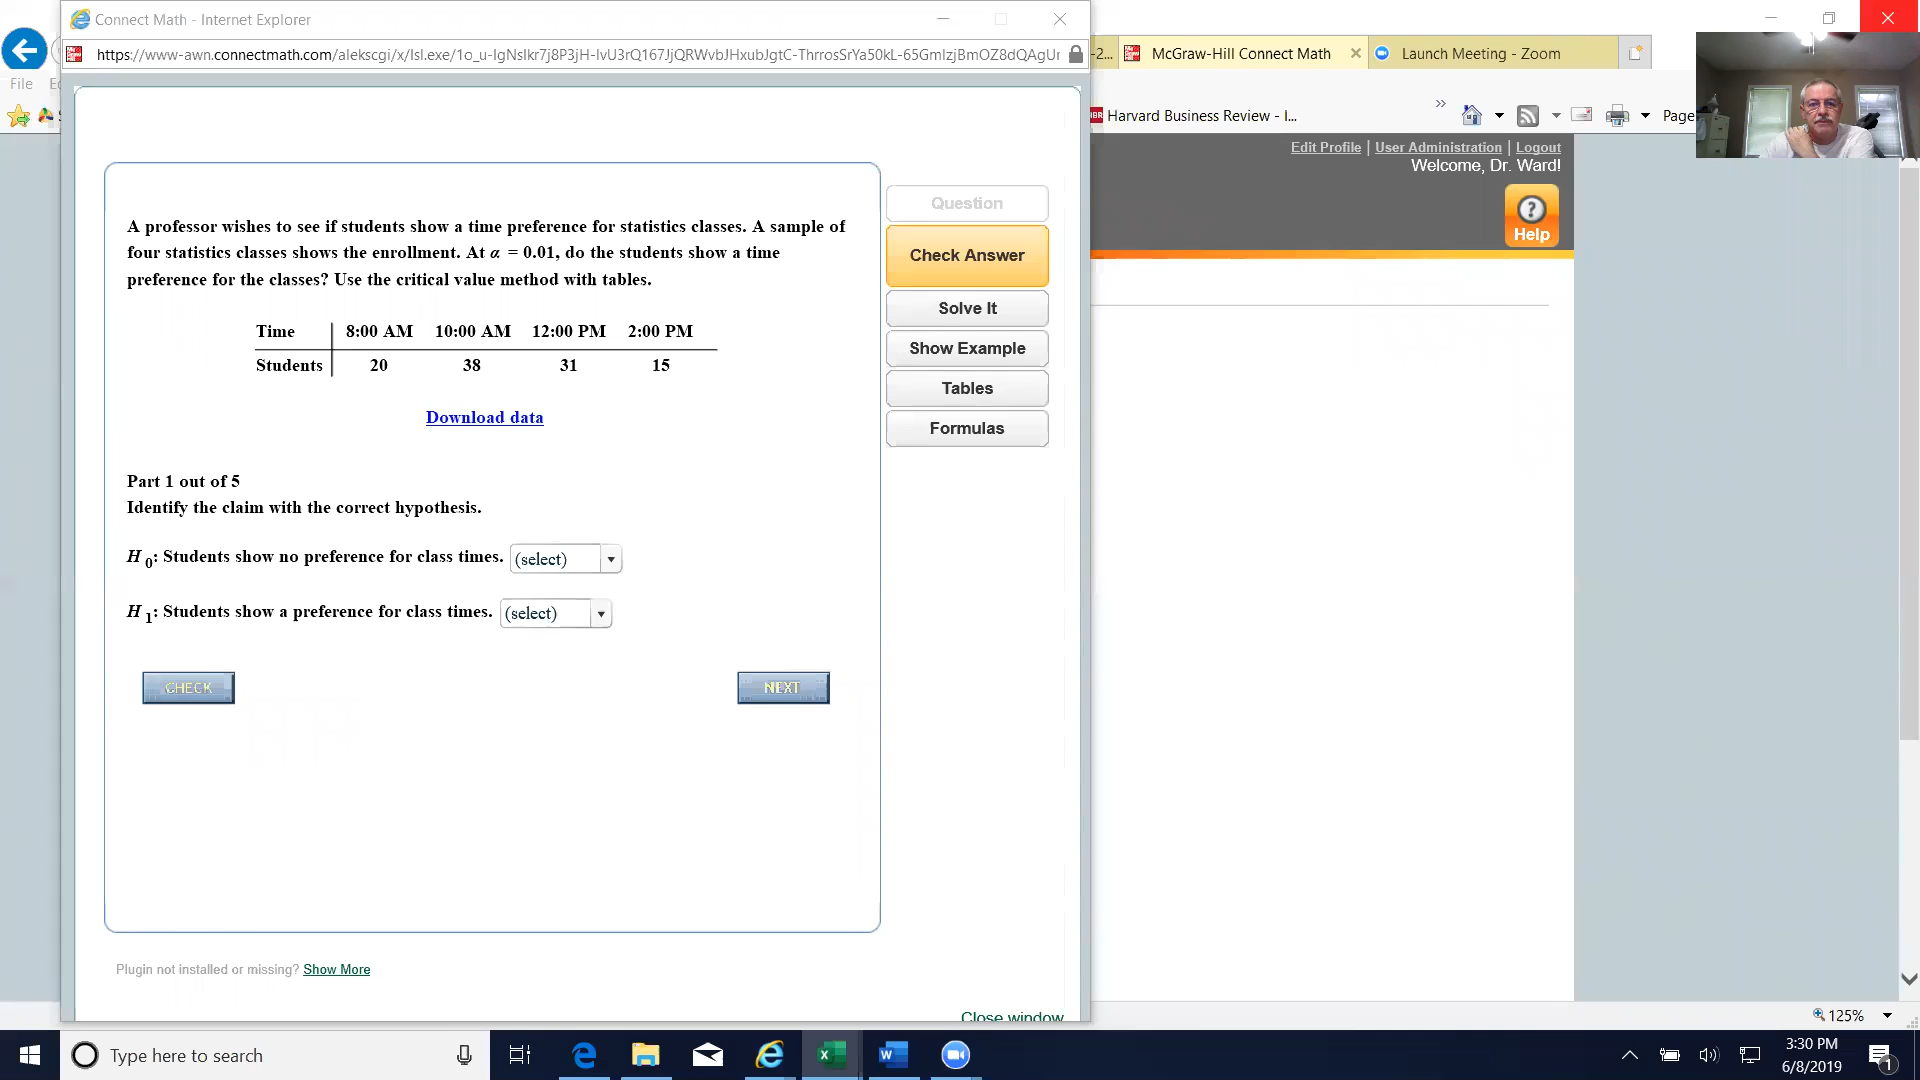 Connect Math - Internet Explorer
https://www-awn.connectmath.com/alekscgi/x/Isl.exe/
McGraw-Hill Connect Math
Launch Meeting - Zoom
File
Harvard Business Review - I...
Page
Edit Profile | User Administration | Logout
Welcome, Dr. Ward!
Help
A professor wishes to see if students show a time preference for statistics classes. A sample of
four statistics classes shows the enrollment. At α = 0.01, do the students show a time
preference for the classes? Use the critical value method with tables.
Time 8:00 AM 10:00 AM 12:00 PM 2:00 PM
Students 20 38 31 15
Download data
Part 1 out of 5
Identify the claim with the correct hypothesis.
H0: Students show no preference for class times. (select)
H1: Students show a preference for class times. (select)
CHECK
NEXT
Question
Check Answer
Solve It
Show Example
Tables
Formulas
Plugin not installed or missing? Show More
Close window
125%
Type here to search
3:30 PM
6/8/2019
1